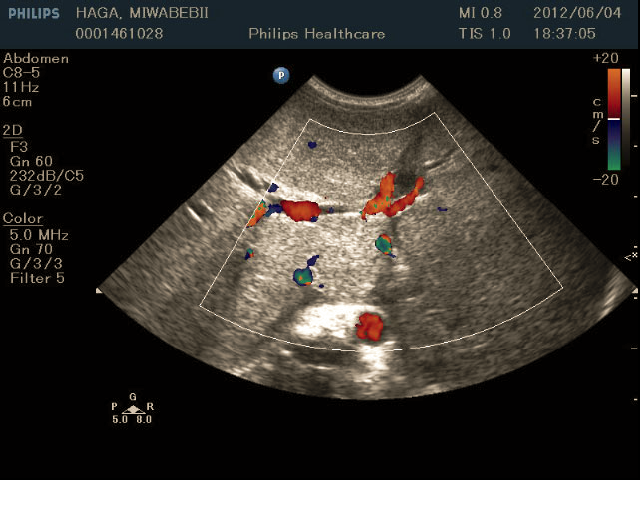 PHILIPS HAGA, MIWABEBII MI 0.8 2012/06/04
0001461028 Philips Healthcare TIS 1.0 18:37:05
Abdomen
C8-5
11Hz
6cm
2D
F3
Gn 60
232dB/C5
G/3/2
Color
5.0 MHz
Gn 70
G/3/3
Filter 5
P
+20
cm/s
-20
G
P R
5.0 8.0